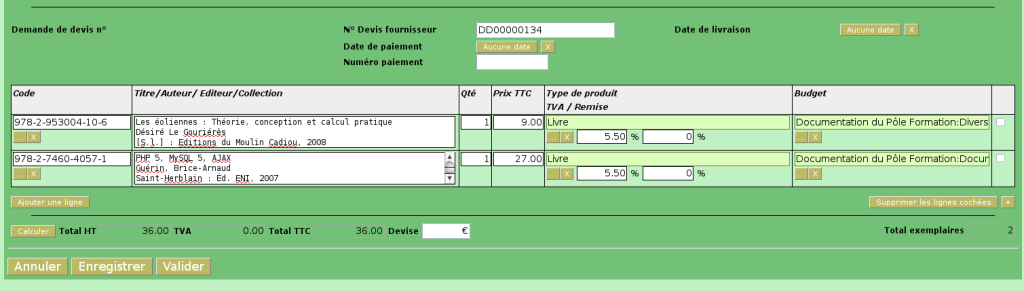 Demande de devis n° N° Devis fournisseur DD00000134 Date de livraison Aucune date X
Date de paiement Aucune date X
Numéro paiement
Code Titre/Auteur/ Editeur/Collection Qté Prix TTC Type de produit Budget
TVA / Remise
978-2-953004-10-6 Les éoliennes : Théorie, conception et calcul pratique 1 9.00 Livre Documentation du Pôle Formation:Divers
... X Désiré Le Gouriérès ... X 5.50 % 0 % ... X
[S.l.] : Editions du Moulin Cadiou, 2008
978-2-7460-4057-1 PHP 5, MySQL 5, AJAX 1 27.00 Livre Documentation du Pôle Formation:Docur
... X Guérin, Brice-Arnaud ... X 5.50 % 0 % ... X
Saint-Herblain : Éd. ENI, 2007
Ajouter une ligne Supprimer les lignes cochées +
Calculer Total HT 36.00 TVA 0.00 Total TTC 36.00 Devise € Total exemplaires 2
Annuler Enregistrer Valider